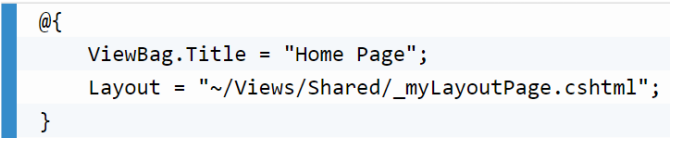 @{
    ViewBag.Title = "Home Page";
    Layout = "~/Views/Shared/_myLayoutPage.cshtml";
}